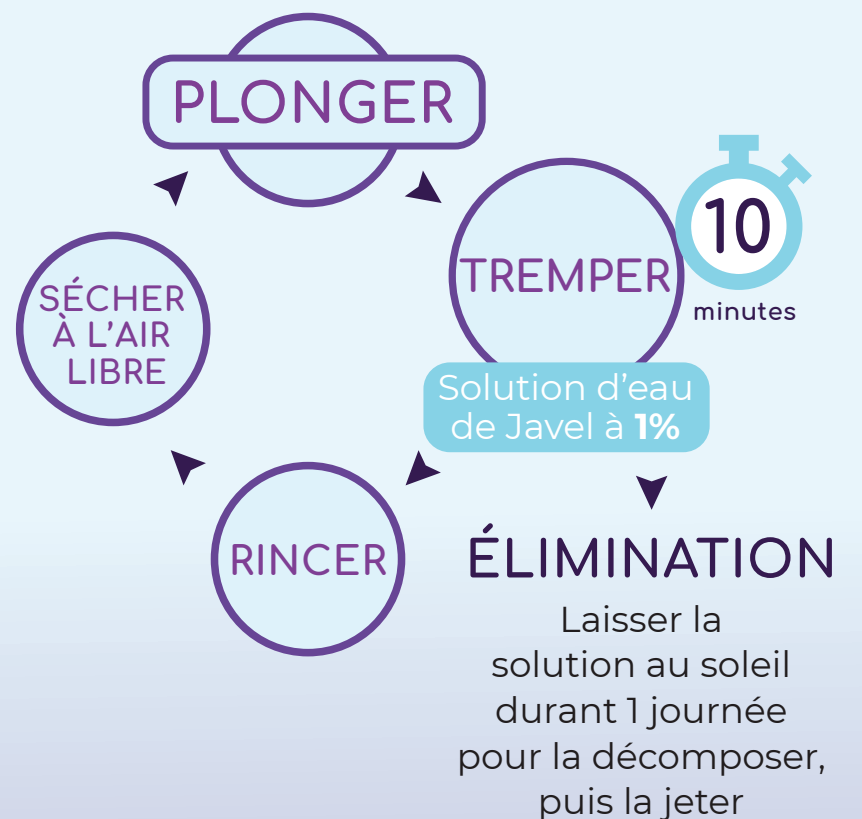 PLONGER
TREMPER
10
minutes
Solution d’eau
de Javel à 1%
RINCER
SÉCHER
À L’AIR
LIBRE
ÉLIMINATION
Laisser la
solution au soleil
durant 1 journée
pour la décomposer,
puis la jeter